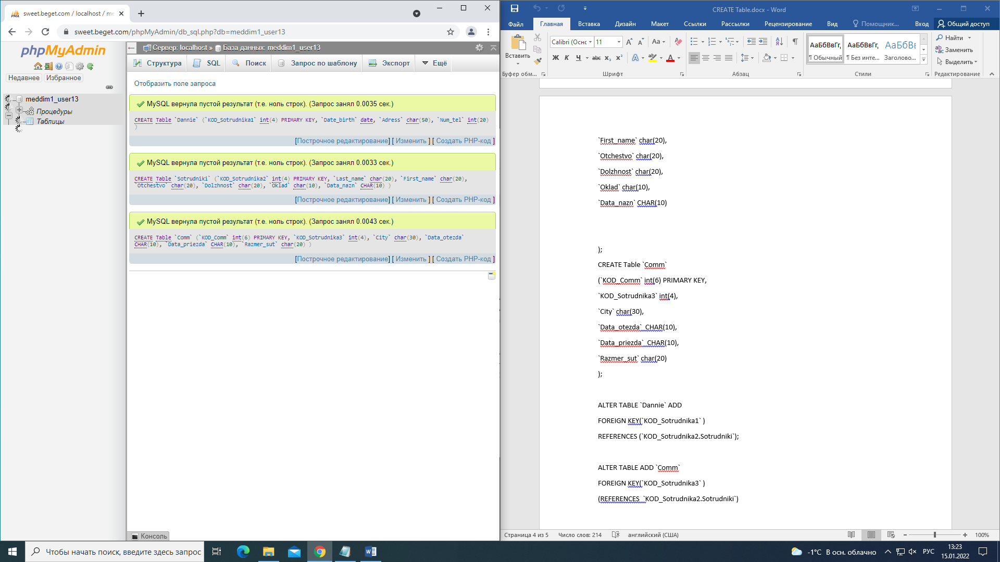 sweet.beget.com / localhost / me
sweet.beget.com/phpMyAdmin/db_sql.php?db=meddim1_user13
phpMyAdmin
Недавнее Избранное
meddim1_user13
Процедуры
Таблицы
Сервер: localhost » База данных: meddim1_user13
Структура SQL Поиск Запрос по шаблону Экспорт Ещё
Отобразить поле запроса
MySQL вернула пустой результат (т.е. ноль строк). (Запрос занял 0.0035 сек.)
CREATE Table `Dannie` (`KOD_Sotrudnika1` int(4) PRIMARY KEY, `Date_birth` date, `Adress` char(50), `Num_tel` int(20)
)
[Построчное редактирование] [ Изменить ] [ Создать PHP-код ]
MySQL вернула пустой результат (т.е. ноль строк). (Запрос занял 0.0033 сек.)
CREATE Table `Sotrudniki` (`KOD_Sotrudnika2` int(4) PRIMARY KEY, `Last_name` char(20), `First_name` char(20),
`Otchestvo` char(20), `Dolzhnost` char(20), `Oklad` char(10), `Data_nazn` CHAR(10) )
[Построчное редактирование] [ Изменить ] [ Создать PHP-код ]
MySQL вернула пустой результат (т.е. ноль строк). (Запрос занял 0.0043 сек.)
CREATE Table `Comm` (`KOD_Comm` int(6) PRIMARY KEY, `KOD_Sotrudnika3` int(4), `City` char(30), `Data_otezda`
CHAR(10), `Data_priezda` CHAR(10), `Razmer_sut` char(20) )
[Построчное редактирование] [ Изменить ] [ Создать PHP-код ]
Консоль
CREATE Table.docx - Word
Файл Главная Вставка Дизайн Макет Ссылки Рассылки Рецензирование Вид Помощник... Вход Общий доступ
Вставить
Calibri (Оснс 11
Ж К Ч abc x₂ x²
АаБбВвГг, АаБбВвГг, АаБбВв
¶ Обычный ¶ Без инте... Заголово...
Найти
Заменить
Выделить
Буфер обм... Шрифт Абзац Стили Редактирование
`First_name` char(20),
`Otchestvo` char(20),
`Dolzhnost` char(20),
`Oklad` char(10),
`Data_nazn` CHAR(10)
);
CREATE Table `Comm`
(`KOD_Comm` int(6) PRIMARY KEY,
`KOD_Sotrudnika3` int(4),
`City` char(30),
`Data_otezda`  CHAR(10),
`Data_priezda`  CHAR(10),
`Razmer_sut` char(20)
);
ALTER TABLE `Dannie` ADD
FOREIGN KEY(`KOD_Sotrudnika1` )
REFERENCES (`KOD_Sotrudnika2.Sotrudniki`);
ALTER TABLE ADD `Comm`
FOREIGN KEY(`KOD_Sotrudnika3` )
(REFERENCES  `KOD_Sotrudnika2.Sotrudniki`)
Страница 4 из 5 Число слов: 214 английский (США) 100%
Чтобы начать поиск, введите здесь запрос
-1°C В осн. облачно РУС 13:23
15.01.2022